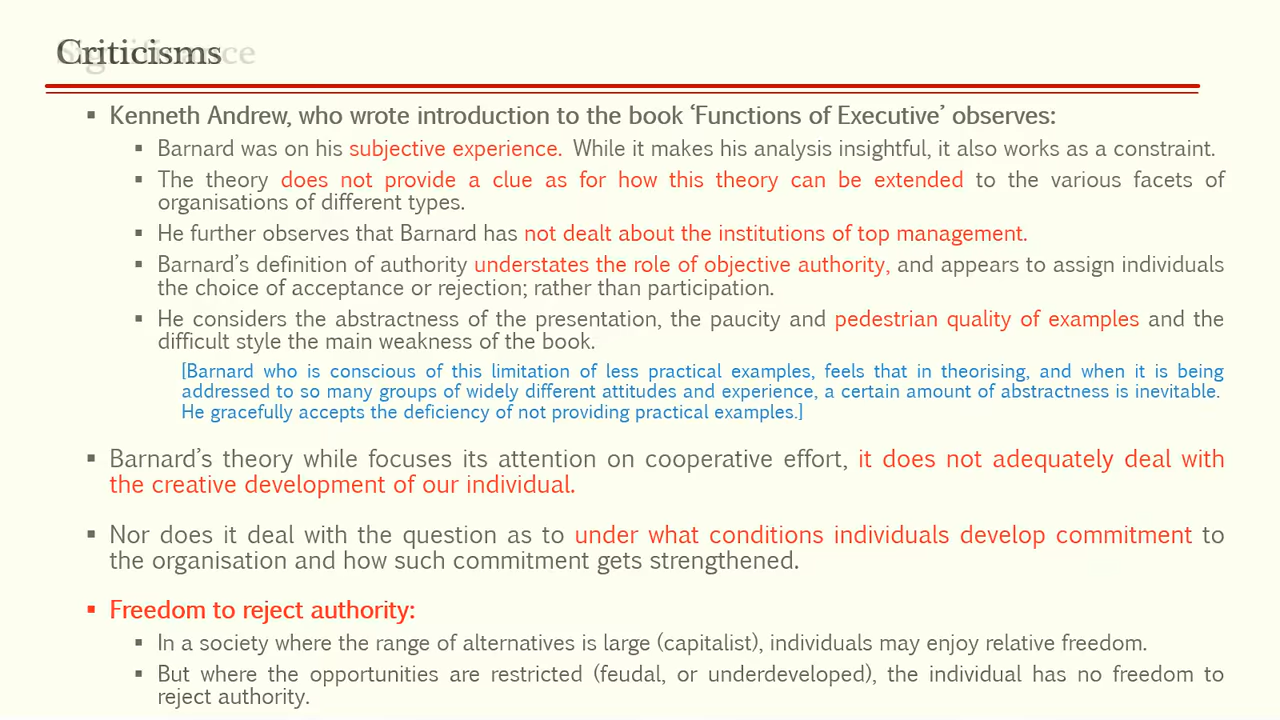 Criticisms
Significance
▪ Kenneth Andrew, who wrote introduction to the book ‘Functions of Executive’ observes:
▪ Barnard was on his subjective experience. While it makes his analysis insightful, it also works as a constraint.
▪ The theory does not provide a clue as for how this theory can be extended to the various facets of
organisations of different types.
▪ He further observes that Barnard has not dealt about the institutions of top management.
▪ Barnard’s definition of authority understates the role of objective authority, and appears to assign individuals
the choice of acceptance or rejection; rather than participation.
▪ He considers the abstractness of the presentation, the paucity and pedestrian quality of examples and the
difficult style the main weakness of the book.
[Barnard who is conscious of this limitation of less practical examples, feels that in theorising, and when it is being
addressed to so many groups of widely different attitudes and experience, a certain amount of abstractness is inevitable.
He gracefully accepts the deficiency of not providing practical examples.]
▪ Barnard’s theory while focuses its attention on cooperative effort, it does not adequately deal with
the creative development of our individual.
▪ Nor does it deal with the question as to under what conditions individuals develop commitment to
the organisation and how such commitment gets strengthened.
▪ Freedom to reject authority:
▪ In a society where the range of alternatives is large (capitalist), individuals may enjoy relative freedom.
▪ But where the opportunities are restricted (feudal, or underdeveloped), the individual has no freedom to
reject authority.